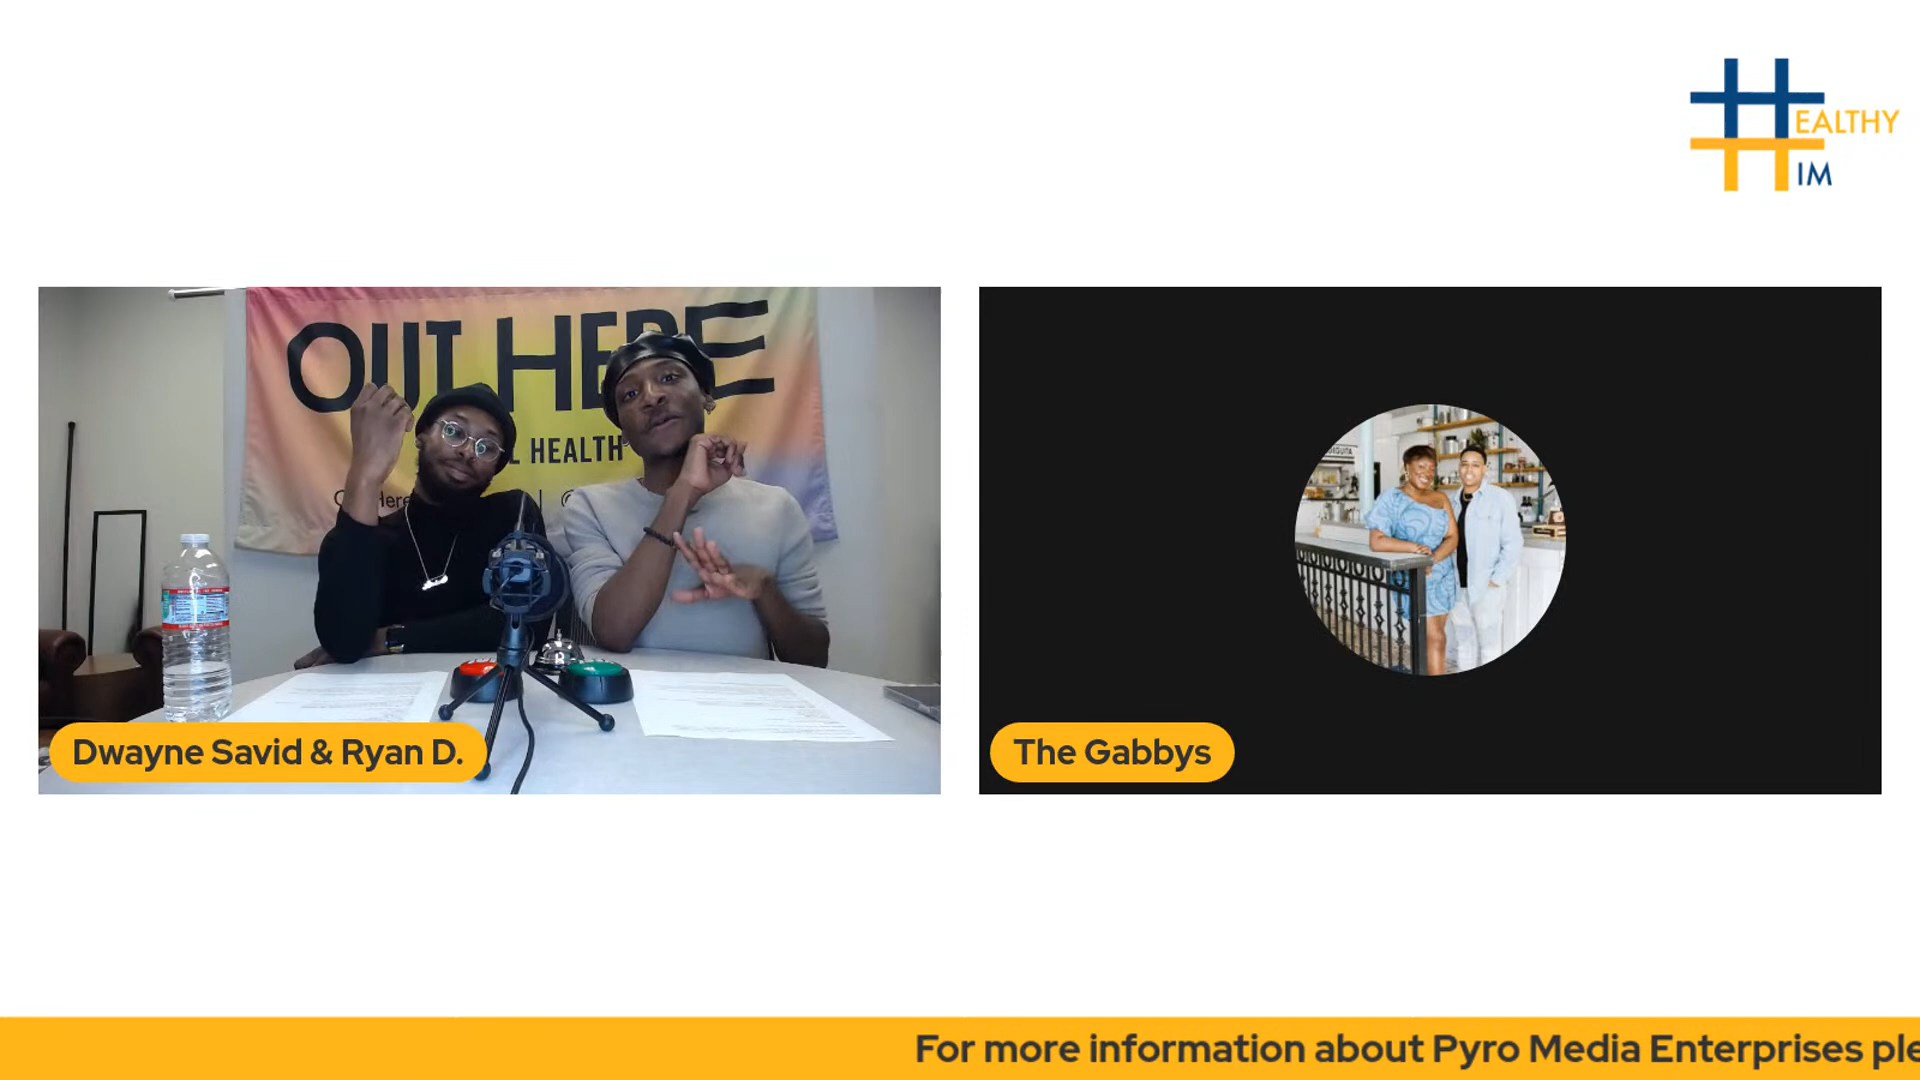 EALTHY
IM
OUT HERE
HEALTH
Dwayne Savid & Ryan D.
The Gabbys
For more information about Pyro Media Enterprises ple